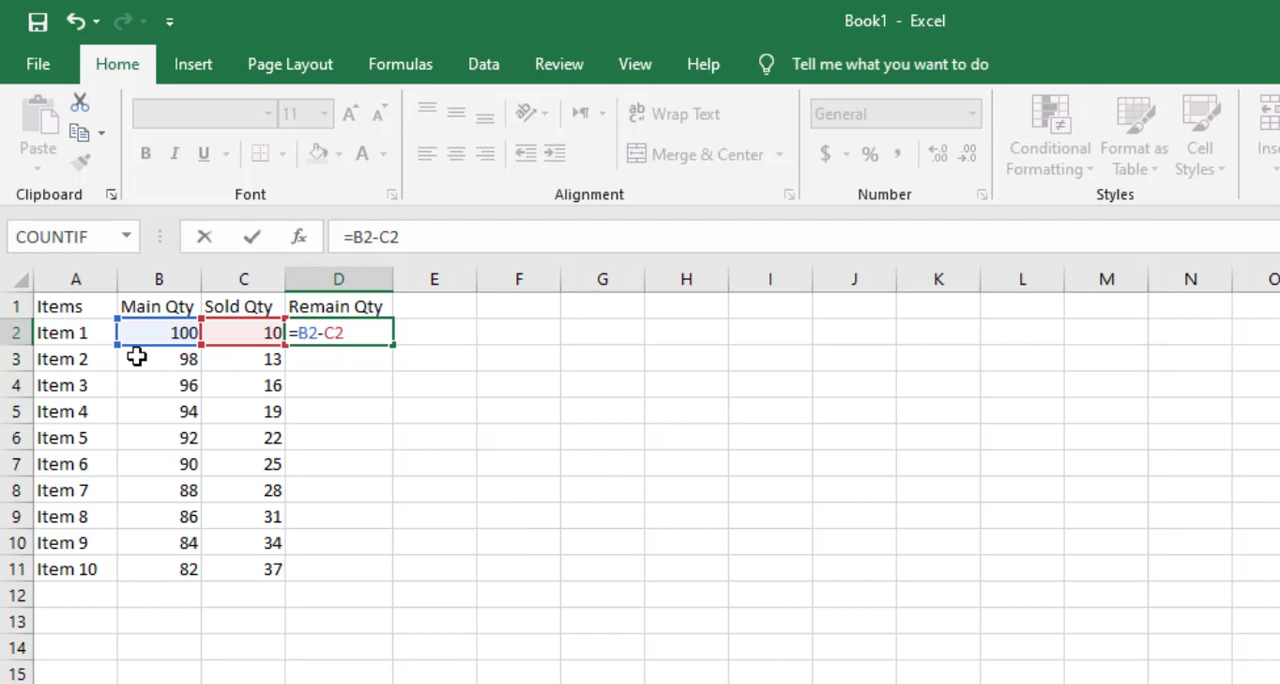 Book1 - Excel
File Home Insert Page Layout Formulas Data Review View Help Tell me what you want to do
11 A A ab Wrap Text General
Paste B I U A c Merge & Center $ % , Conditional Formatting Format as Table Cell Styles
Clipboard Font Alignment Number Styles
COUNTIF fx =B2-C2
A B C D E F G H I J K L M N O
1 Items Main Qty Sold Qty Remain Qty
2 Item 1 100 10 =B2-C2
3 Item 2 98 13
4 Item 3 96 16
5 Item 4 94 19
6 Item 5 92 22
7 Item 6 90 25
8 Item 7 88 28
9 Item 8 86 31
10 Item 9 84 34
11 Item 10 82 37
12
13
14
15